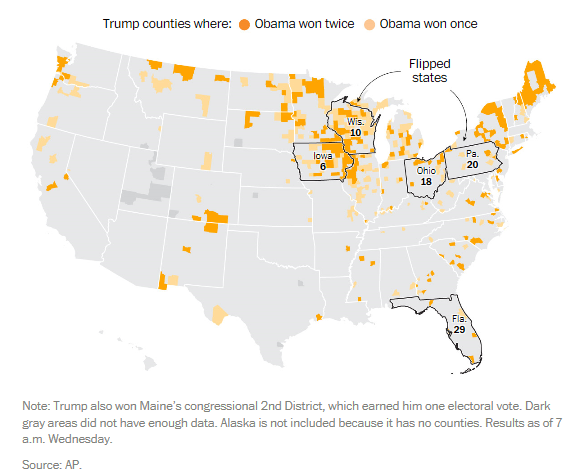 Trump counties where: Obama won twice Obama won once
Flipped
states
Wis.
10
Iowa
6
Ohio
18
Pa.
20
Fla.
29
Note: Trump also won Maine's congressional 2nd District, which earned him one electoral vote. Dark
gray areas did not have enough data. Alaska is not included because it has no counties. Results as of 7
a.m. Wednesday.
Source: AP.